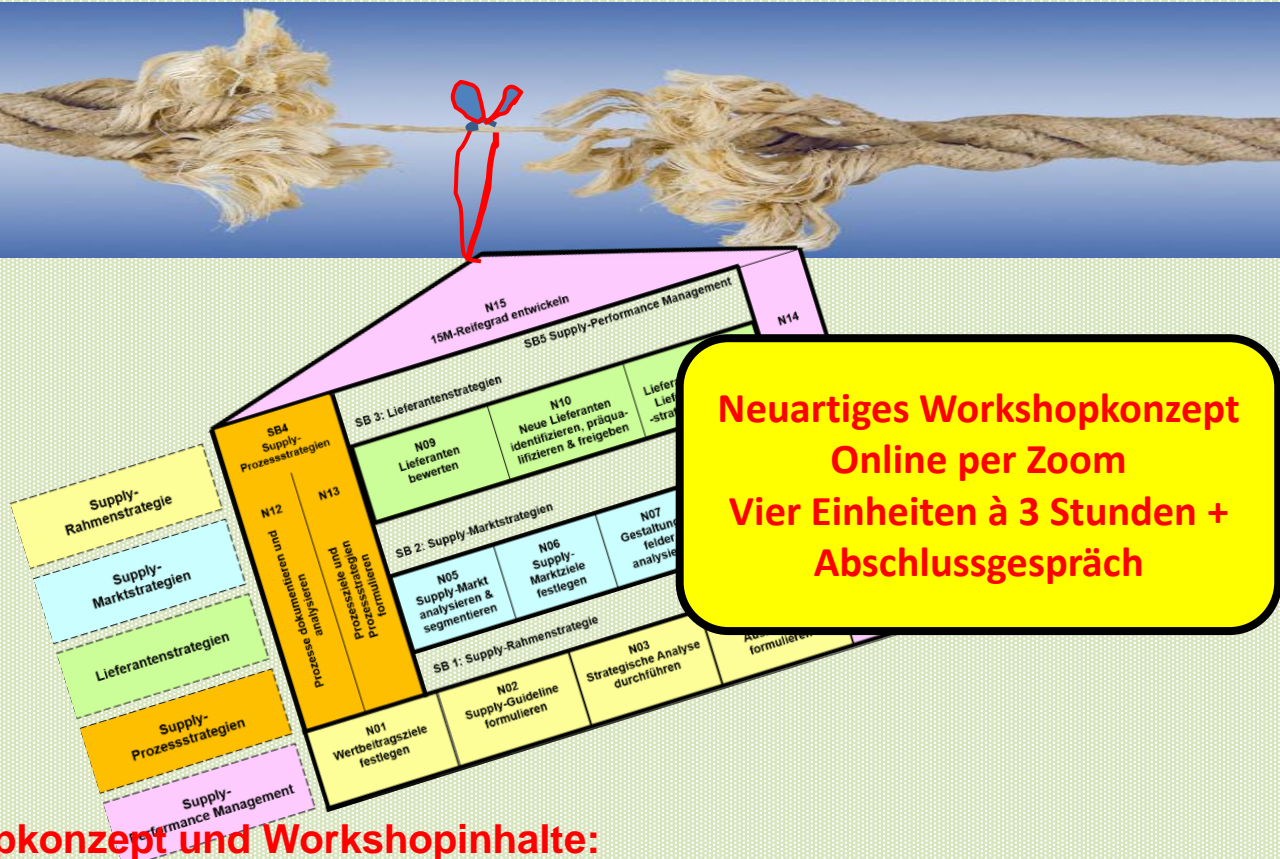 N15
15M-Reifegrad entwickeln
SB5 Supply-Performance Management
N14
SB 3: Lieferantenstrategien
N09
Lieferanten
bewerten
N10
Neue Lieferanten
identifizieren, präqua-
lifizieren & freigeben
SB4
Supply-
Prozessstrategien
N12
Prozesse dokumentieren und
analysieren
N13
Prozessziele und
Prozessstrategien
formulieren
SB 2: Supply-Marktstrategien
N05
Supply-Markt
analysieren &
segmentieren
N06
Supply-
Marktziele
festlegen
N07
SB 1: Supply-Rahmenstrategie
N01
Wertbeitragsziele
festlegen
N02
Supply-Guideline
formulieren
N03
Strategische Analyse
durchführen
formulieren
Supply-
Rahmenstrategie
Supply-
Marktstrategien
Lieferantenstrategien
Supply-
Prozessstrategien
Supply-
Performance Management
Neuartiges Workshopkonzept
Online per Zoom
Vier Einheiten à 3 Stunden +
Abschlussgespräch
pkonzept und Workshopinhalte: